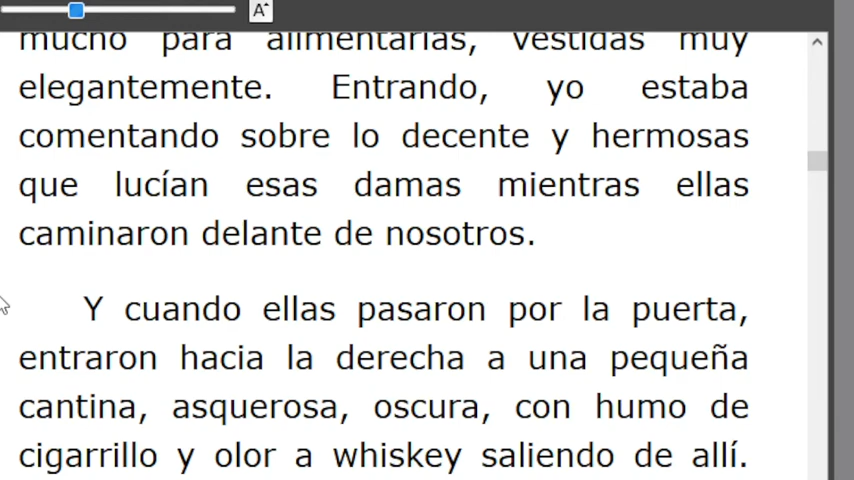 A
mucho para alimentarlas, vestidas muy
elegantemente. Entrando, yo estaba
comentando sobre lo decente y hermosas
que lucían esas damas mientras ellas
caminaron delante de nosotros.
Y cuando ellas pasaron por la puerta,
entraron hacia la derecha a una pequeña
cantina, asquerosa, oscura, con humo de
cigarrillo y olor a whiskey saliendo de allí.